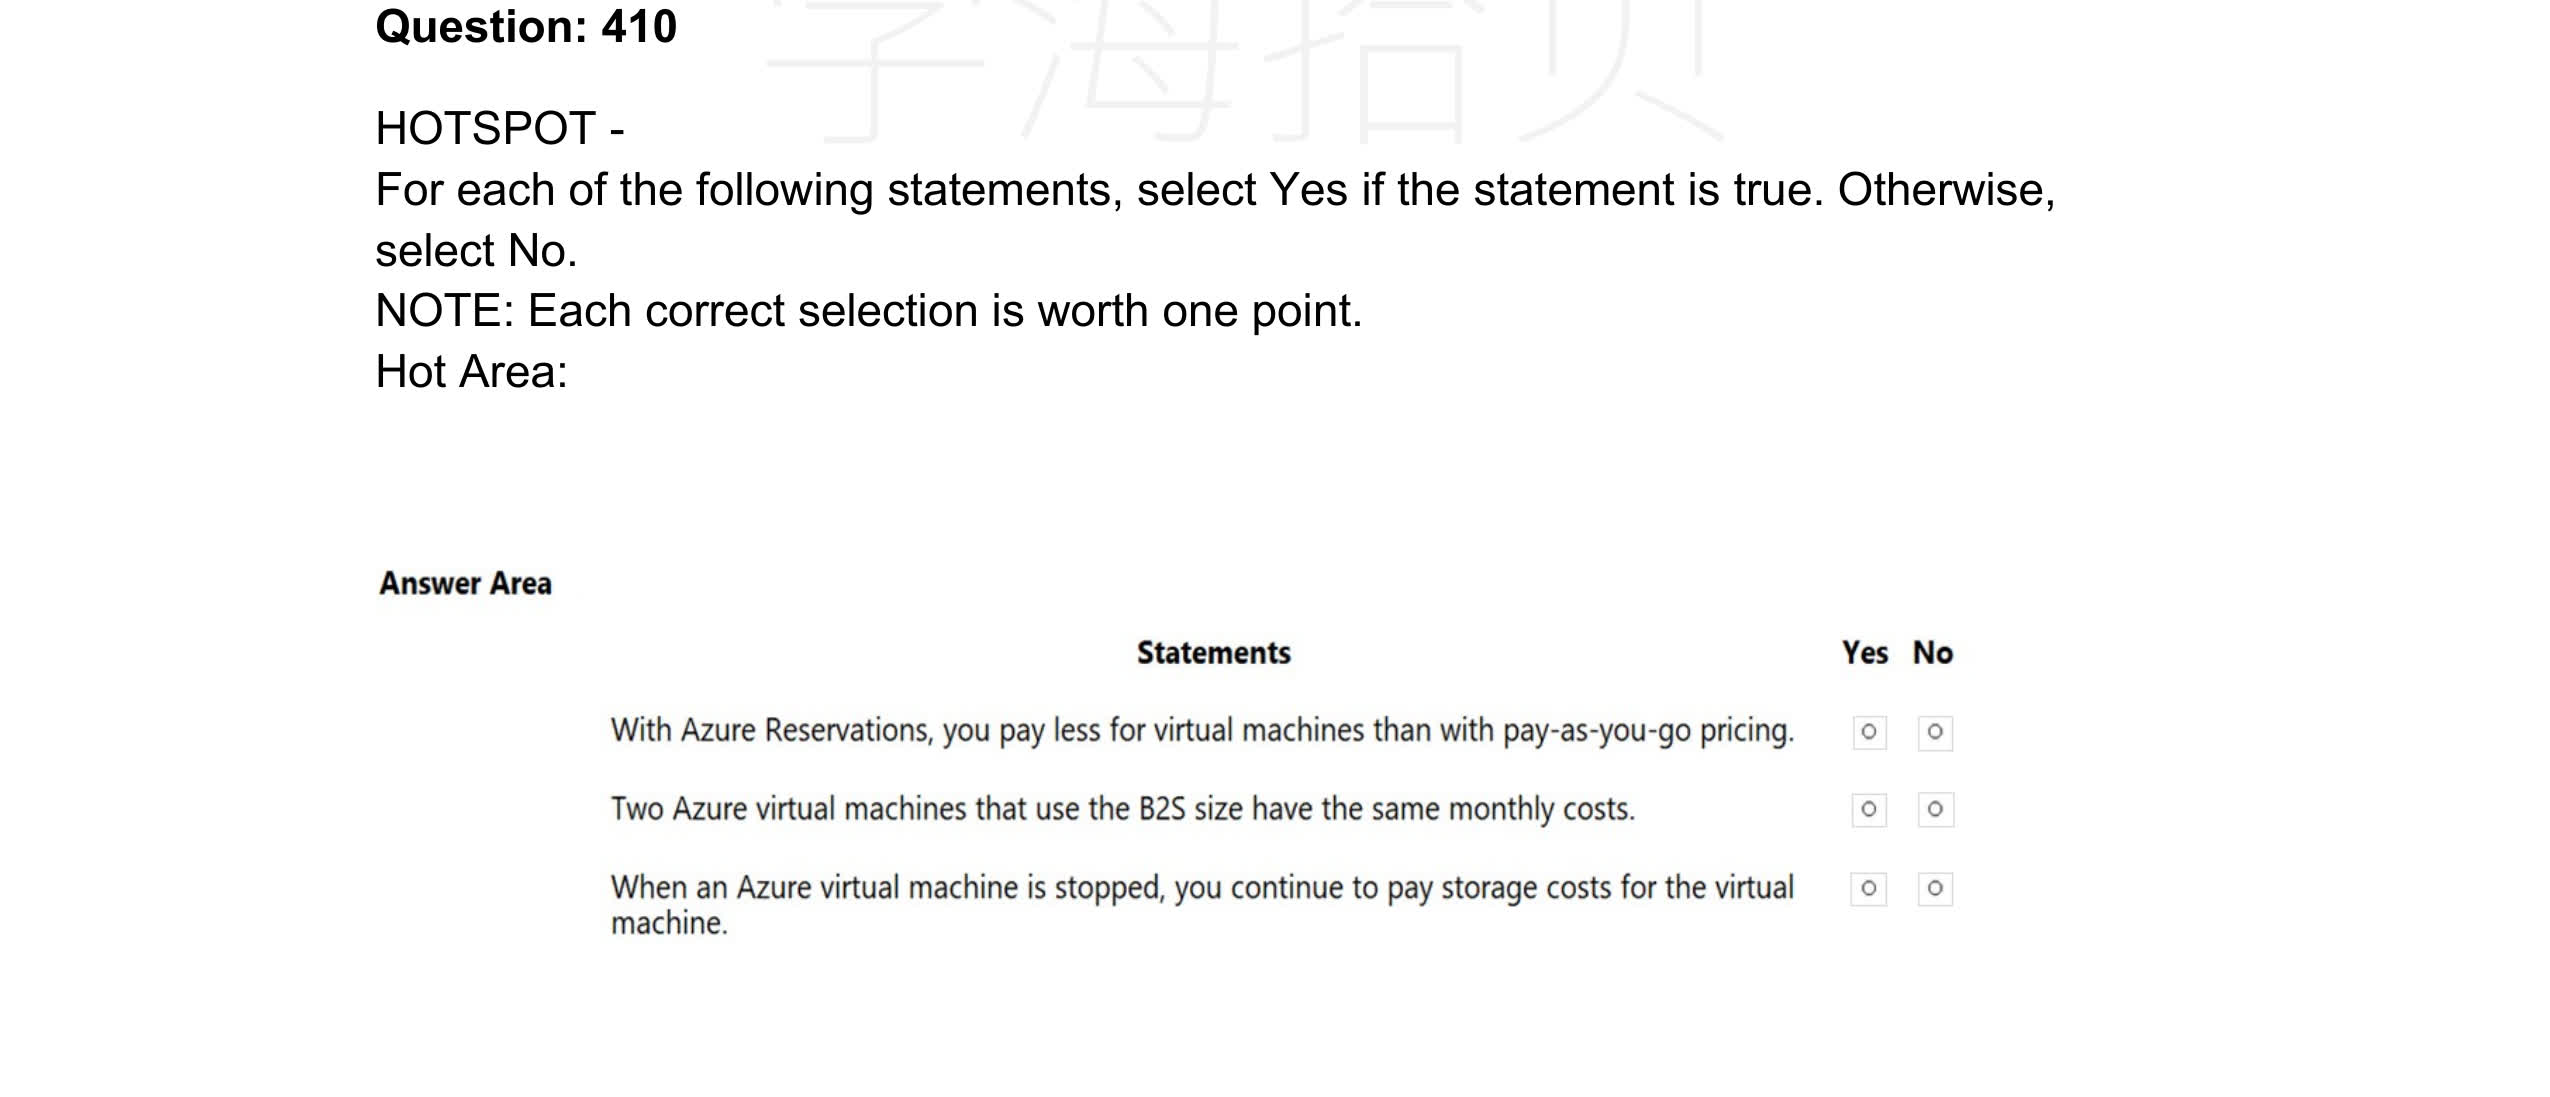 学海拾贝
Question: 410
HOTSPOT -
For each of the following statements, select Yes if the statement is true. Otherwise,
select No.
NOTE: Each correct selection is worth one point.
Hot Area:
Answer Area
Statements Yes No
With Azure Reservations, you pay less for virtual machines than with pay-as-you-go pricing.
Two Azure virtual machines that use the B2S size have the same monthly costs.
When an Azure virtual machine is stopped, you continue to pay storage costs for the virtual
machine.